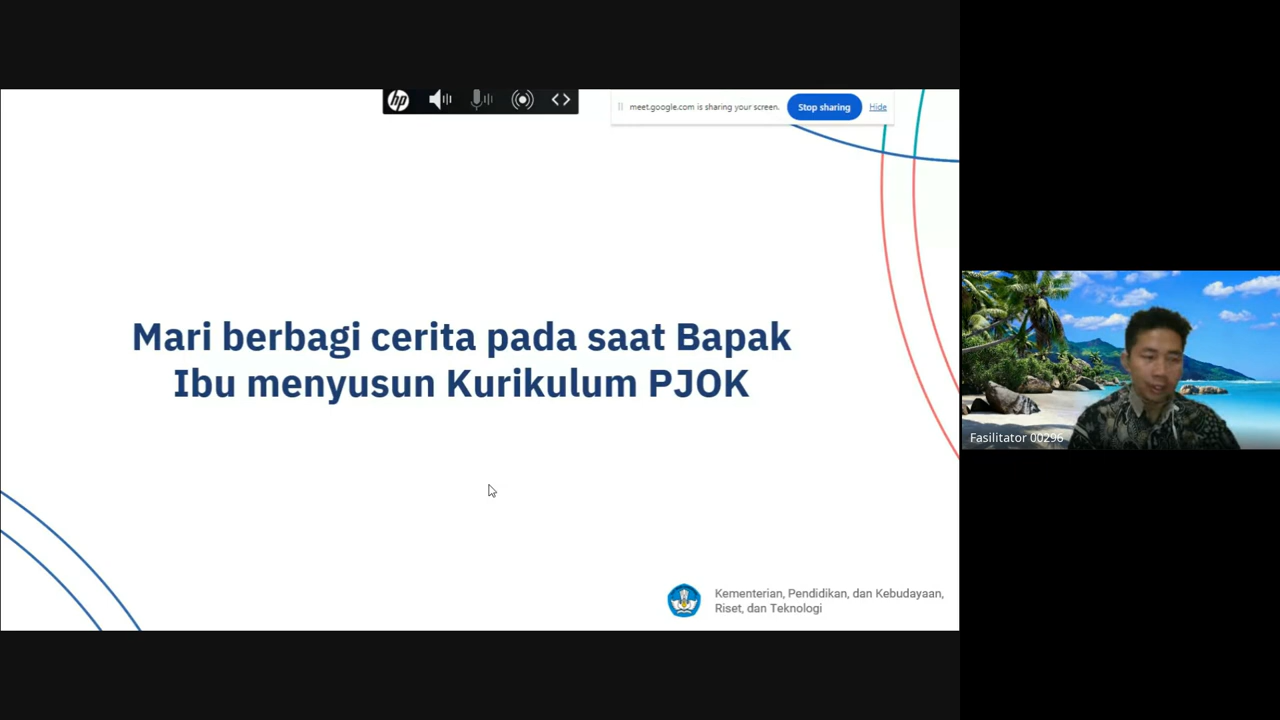 hp
meet.google.com is sharing your screen.
Stop sharing
Hide
Mari berbagi cerita pada saat Bapak
Ibu menyusun Kurikulum PJOK
Fasilitator 00296
Kementerian, Pendidikan, dan Kebudayaan,
Riset, dan Teknologi